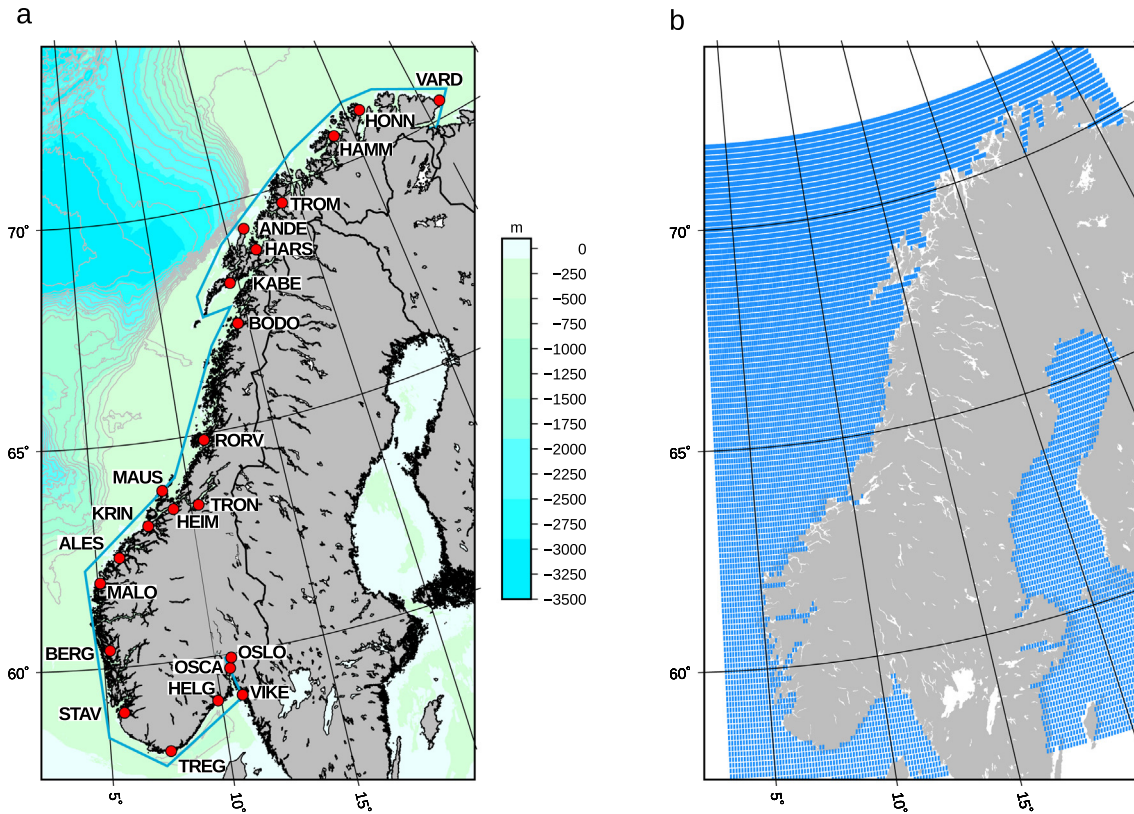 a
b
VARD
HONN
HAMM
TROM
ANDE
HARS
KABE
BODO
RORV
MAUS
TRON
KRIN
HEIM
ALES
MALO
BERG
OSLO
OSCA
HELG
VIKE
STAV
TREG
70°
65°
60°
5°
10°
15°
m
0
−250
−500
−750
−1000
−1250
−1500
−1750
−2000
−2250
−2500
−2750
−3000
−3250
−3500
70°
65°
60°
5°
10°
15°